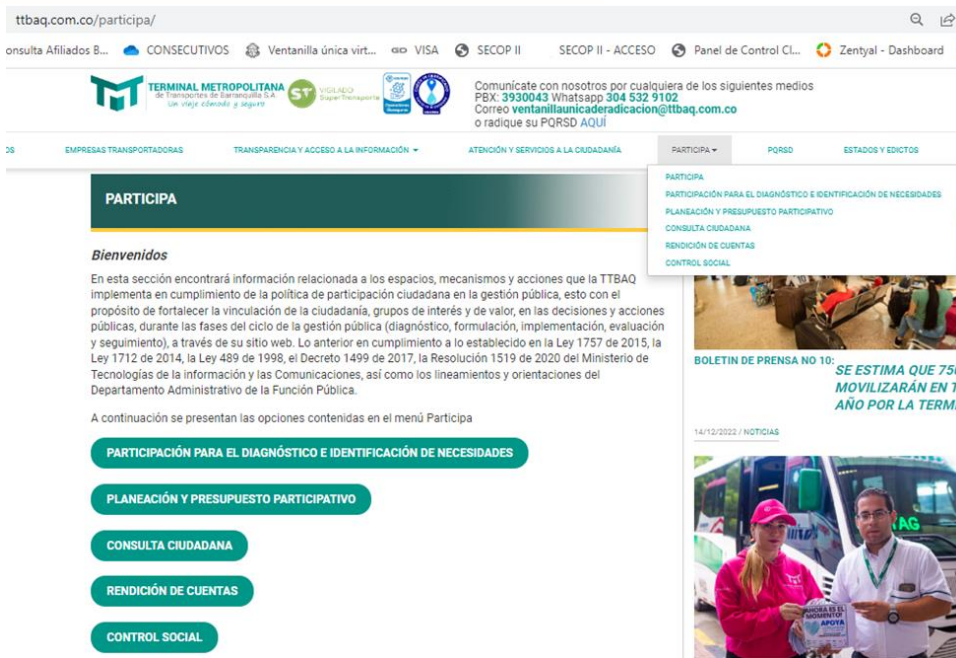 ttbaq.com.co/participa/
onsulta Afiliados B... CONSECUTIVOS Ventanilla única virt... VISA SECOP II SECOP II - ACCESO Panel de Control Cl... Zentyal - Dashboard
TERMINAL METROPOLITANA
de Transportes de Barranquilla S.A.
Un viaje cómodo y seguro
ST VIGILADO
SuperTransporte
Comunícate con nosotros por cualquiera de los siguientes medios
PBX: 3930043 Whatsapp 304 532 9102
Correo ventanillaunicaderadicacion@ttbaq.com.co
o radique su PQRSD AQUÍ
OS EMPRESAS TRANSPORTADORAS TRANSPARENCIA Y ACCESO A LA INFORMACIÓN ATENCIÓN Y SERVICIOS A LA CIUDADANÍA PARTICIPA PQRSD ESTADOS Y EDICTOS
PARTICIPA
PARTICIPACIÓN PARA EL DIAGNÓSTICO E IDENTIFICACIÓN DE NECESIDADES
PLANEACIÓN Y PRESUPUESTO PARTICIPATIVO
CONSULTA CIUDADANA
RENDICIÓN DE CUENTAS
CONTROL SOCIAL
PARTICIPA
Bienvenidos
En esta sección encontrará información relacionada a los espacios, mecanismos y acciones que la TTBAQ
implementa en cumplimiento de la política de participación ciudadana en la gestión pública, esto con el
propósito de fortalecer la vinculación de la ciudadanía, grupos de interés y de valor, en las decisiones y acciones
públicas, durante las fases del ciclo de la gestión pública (diagnóstico, formulación, implementación, evaluación
y seguimiento), a través de su sitio web. Lo anterior en cumplimiento a lo establecido en la Ley 1757 de 2015, la
Ley 1712 de 2014, la Ley 489 de 1998, el Decreto 1499 de 2017, la Resolución 1519 de 2020 del Ministerio de
Tecnologías de la información y las Comunicaciones, así como los lineamientos y orientaciones del
Departamento Administrativo de la Función Pública.
A continuación se presentan las opciones contenidas en el menú Participa
PARTICIPACIÓN PARA EL DIAGNÓSTICO E IDENTIFICACIÓN DE NECESIDADES
PLANEACIÓN Y PRESUPUESTO PARTICIPATIVO
CONSULTA CIUDADANA
RENDICIÓN DE CUENTAS
CONTROL SOCIAL
BOLETIN DE PRENSA NO 10:
SE ESTIMA QUE 750
MOVILIZARÁN EN T
AÑO POR LA TERMI
14/12/2022 / NOTICIAS
AG
AHORA ES EL
MOMENTO!
APOYA